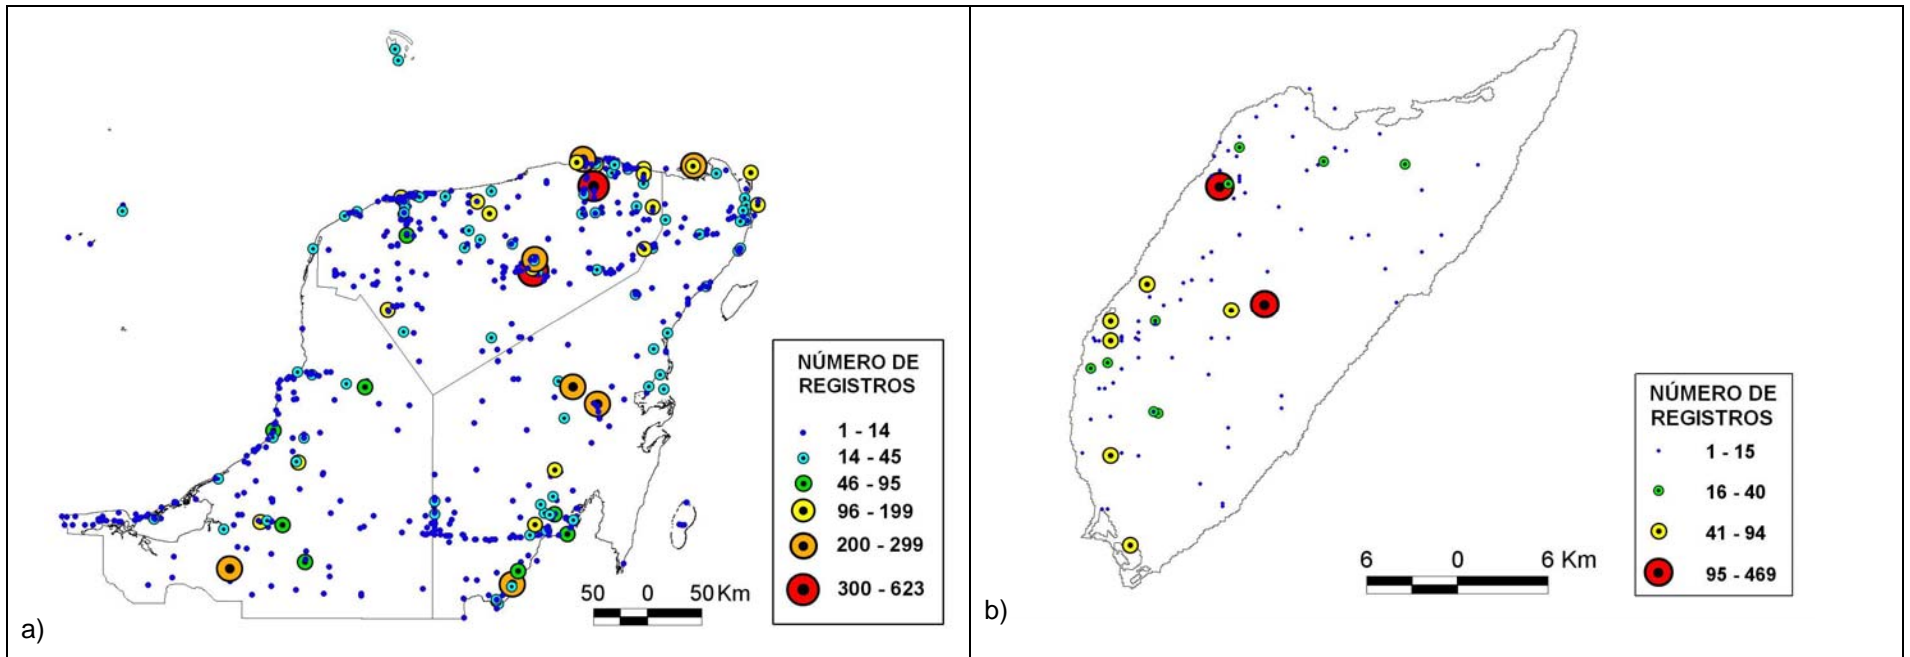 NÚMERO DE
REGISTROS
1 - 14
14 - 45
46 - 95
96 - 199
200 - 299
300 - 623
50 0 50 Km
a)
NÚMERO DE
REGISTROS
1 - 15
16 - 40
41 - 94
95 - 469
6 0 6 Km
b)